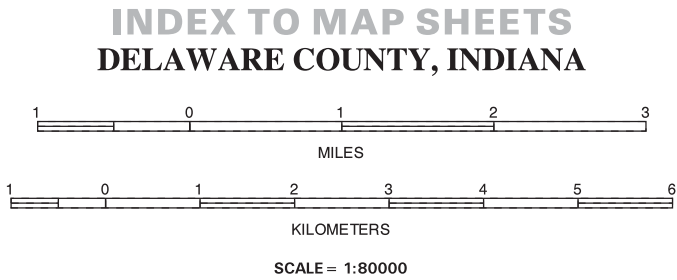 INDEX TO MAP SHEETS
DELAWARE COUNTY, INDIANA
1 0 1 2 3
MILES
1 0 1 2 3 4 5 6
KILOMETERS
SCALE = 1:80000